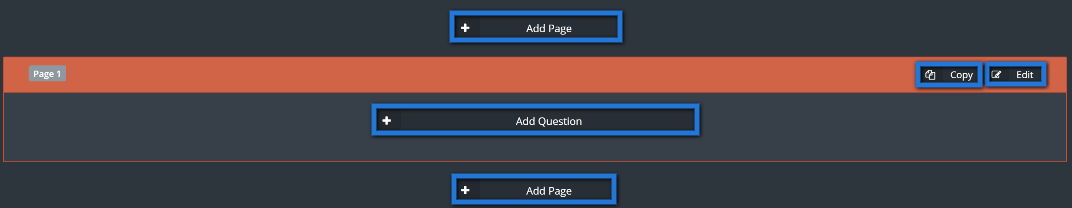 Add Page
Page 1
Copy
Edit
Add Question
Add Page